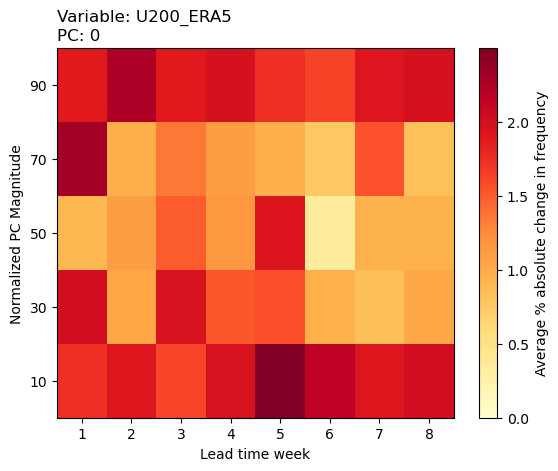 Variable: U200_ERA5
PC: 0
Normalized PC Magnitude
90
70
50
30
10
1 2 3 4 5 6 7 8
Lead time week
2.0
1.5
1.0
0.5
0.0
Average % absolute change in frequency